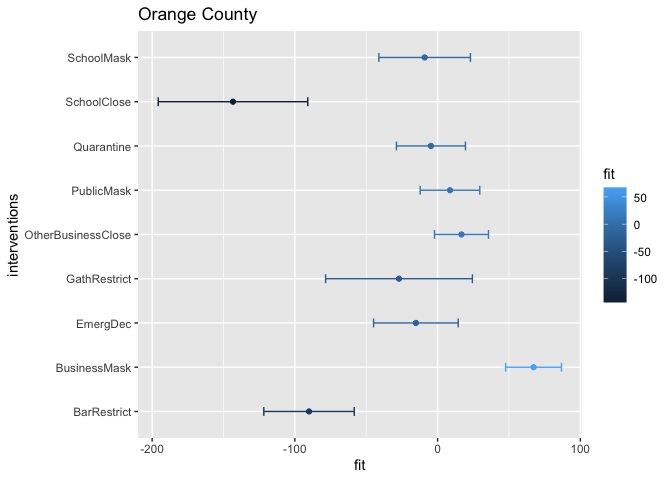 Orange County
interventions
SchoolMask
SchoolClose
Quarantine
PublicMask
OtherBusinessClose
GathRestrict
EmergDec
BusinessMask
BarRestrict
-200 -100 0 100
fit
fit
50
0
-50
-100